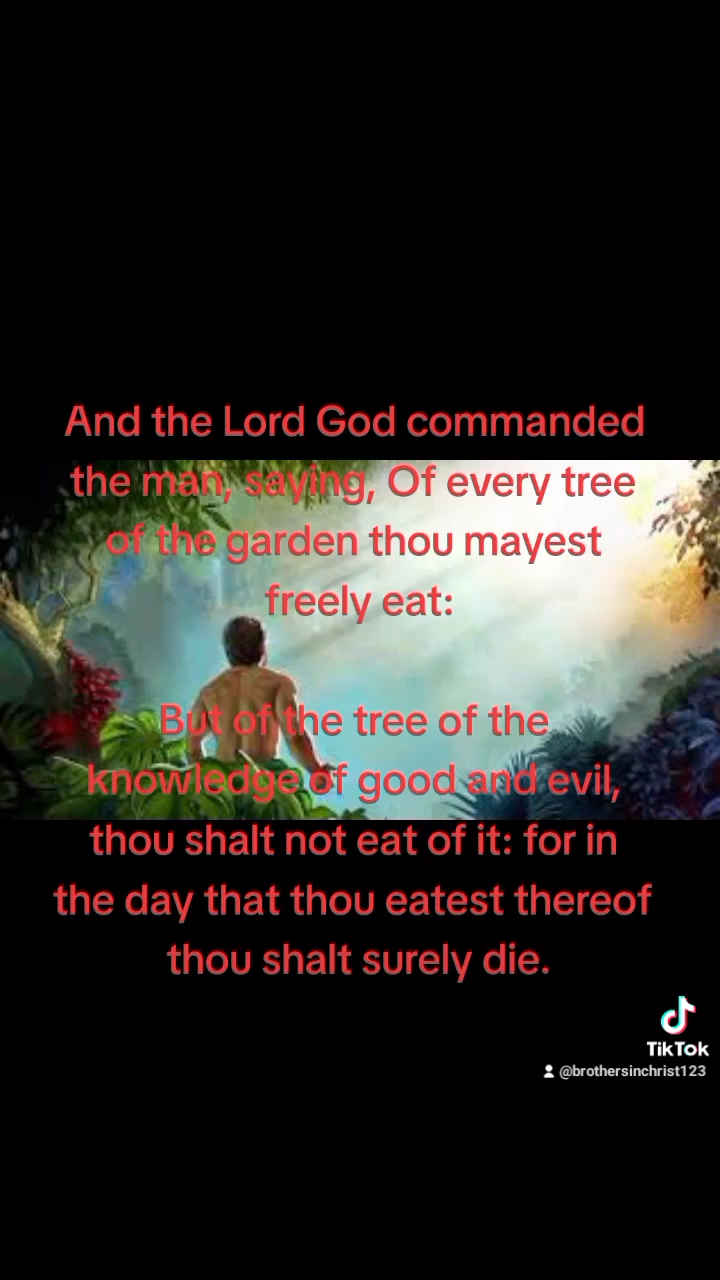 And the Lord God commanded
the man, saying, Of every tree
of the garden thou mayest
freely eat:
But of the tree of the
knowledge of good and evil,
thou shalt not eat of it: for in
the day that thou eatest thereof
thou shalt surely die.
TikTok
@brothersinchrist123